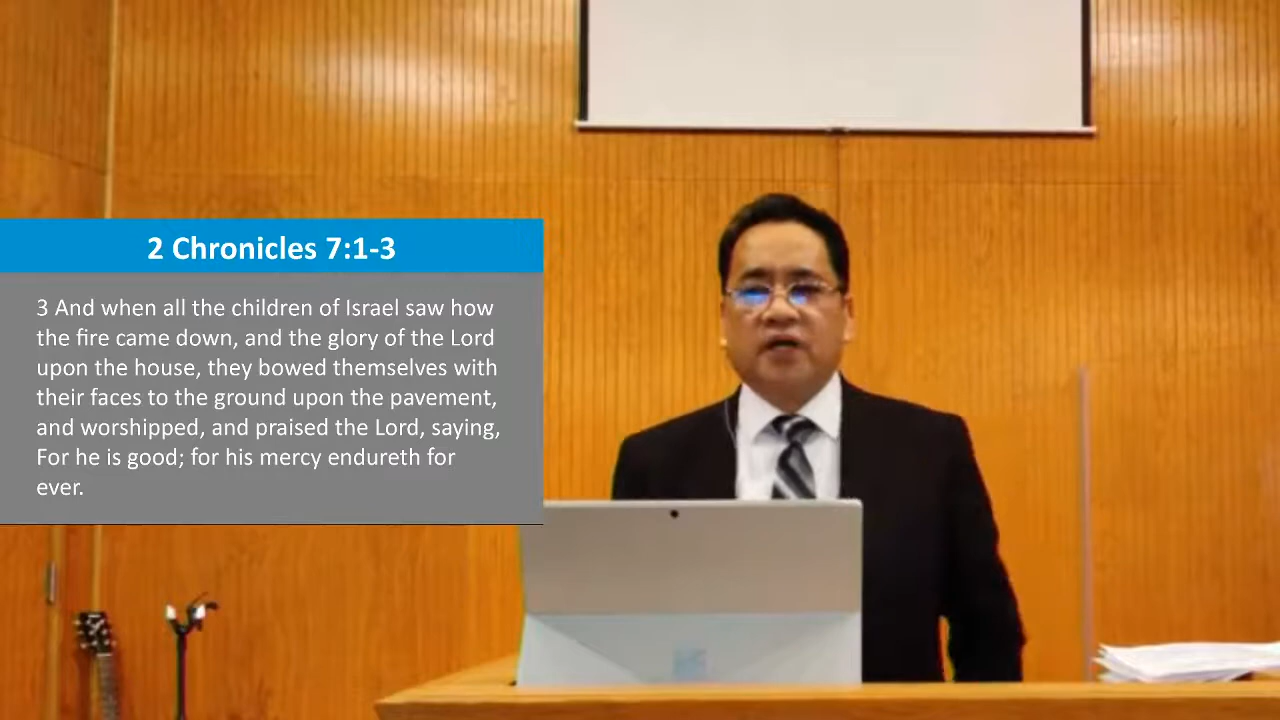 2 Chronicles 7:1-3
3 And when all the children of Israel saw how
the fire came down, and the glory of the Lord
upon the house, they bowed themselves with
their faces to the ground upon the pavement,
and worshipped, and praised the Lord, saying,
For he is good; for his mercy endureth for
ever.